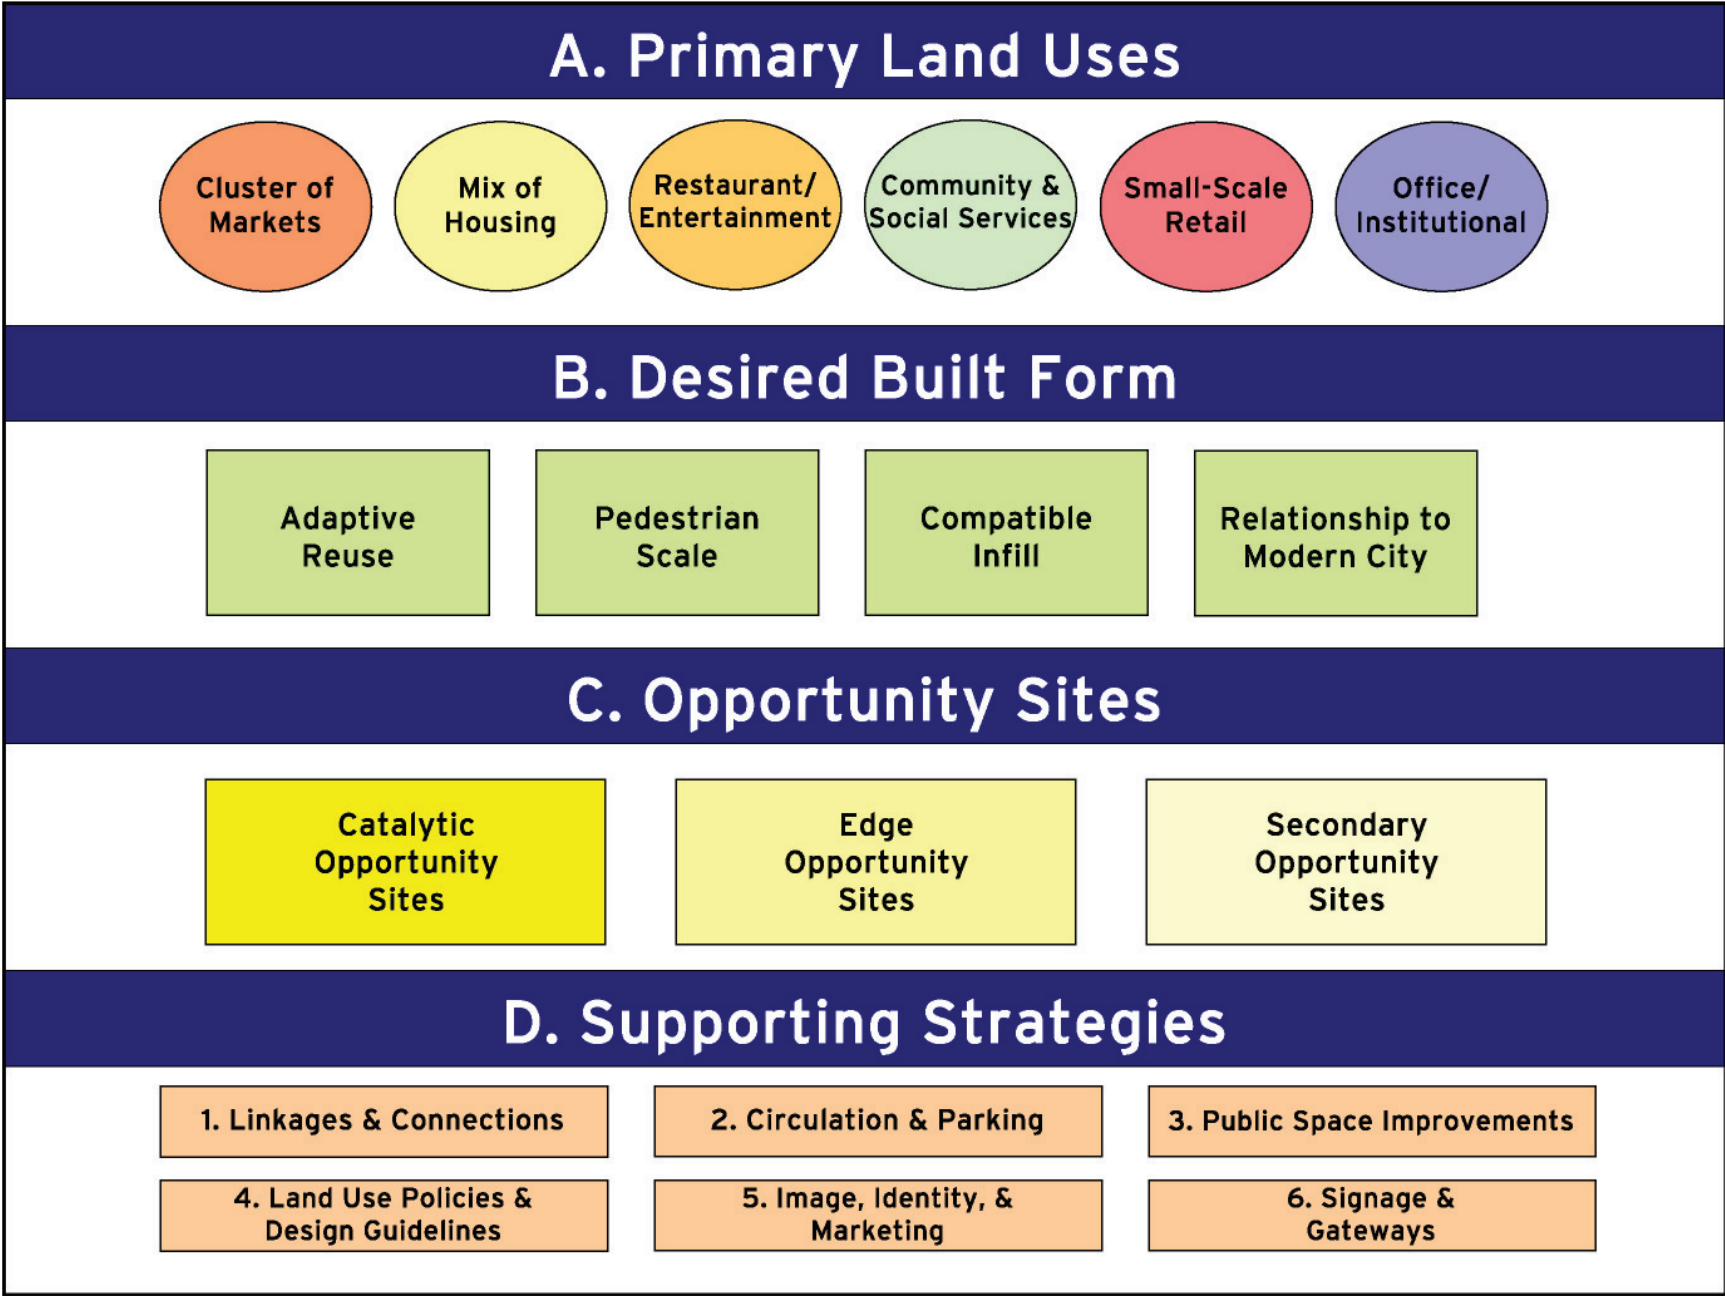 A. Primary Land Uses
Cluster of
Markets
Mix of
Housing
Restaurant/
Entertainment
Community &
Social Services
Small-Scale
Retail
Office/
Institutional
B. Desired Built Form
Adaptive
Reuse
Pedestrian
Scale
Compatible
Infill
Relationship to
Modern City
C. Opportunity Sites
Catalytic
Opportunity
Sites
Edge
Opportunity
Sites
Secondary
Opportunity
Sites
D. Supporting Strategies
1. Linkages & Connections
2. Circulation & Parking
3. Public Space Improvements
4. Land Use Policies &
Design Guidelines
5. Image, Identity, &
Marketing
6. Signage &
Gateways